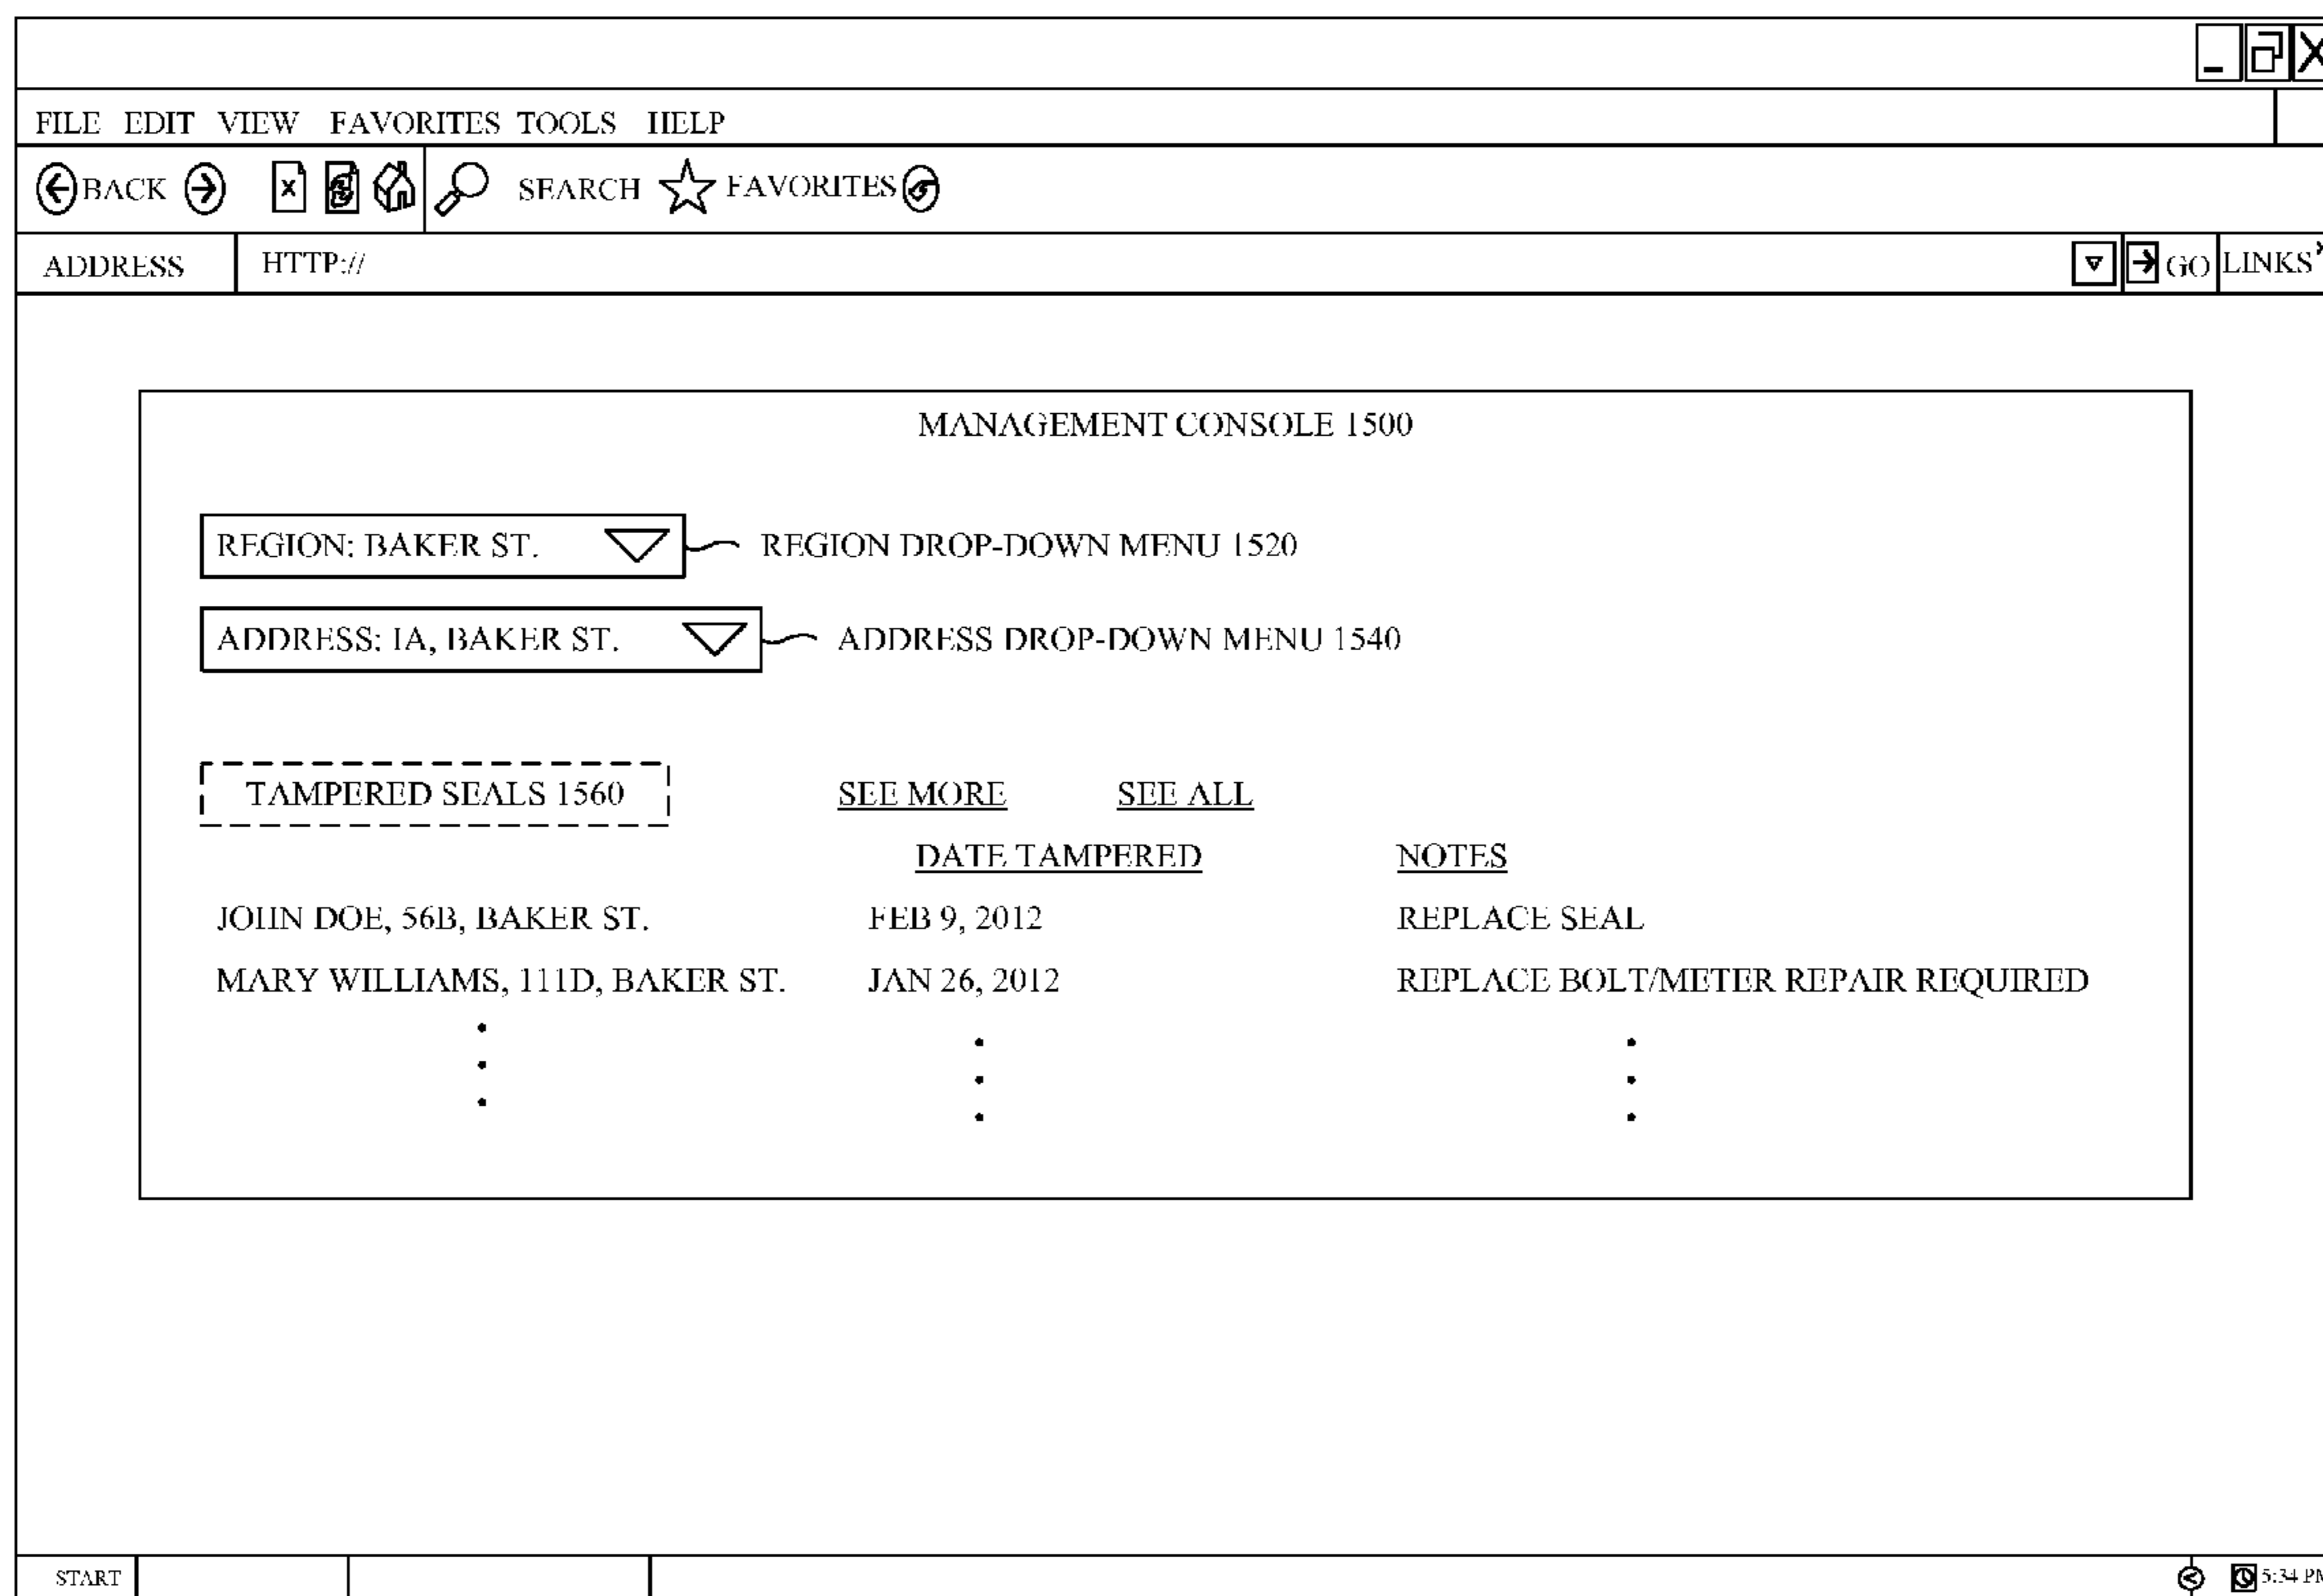 FILE EDIT VIEW FAVORITES TOOLS HELP
BACK SEARCH FAVORITES
ADDRESS HTTP:// GO LINKS
MANAGEMENT CONSOLE 1500
REGION: BAKER ST. REGION DROP-DOWN MENU 1520
ADDRESS: 1A, BAKER ST. ADDRESS DROP-DOWN MENU 1540
TAMPERED SEALS 1560 SEE MORE SEE ALL
DATE TAMPERED NOTES
JOHN DOE, 56B, BAKER ST. FEB 9, 2012 REPLACE SEAL
MARY WILLIAMS, 111D, BAKER ST. JAN 26, 2012 REPLACE BOLT/METER REPAIR REQUIRED
START 5:34 PM